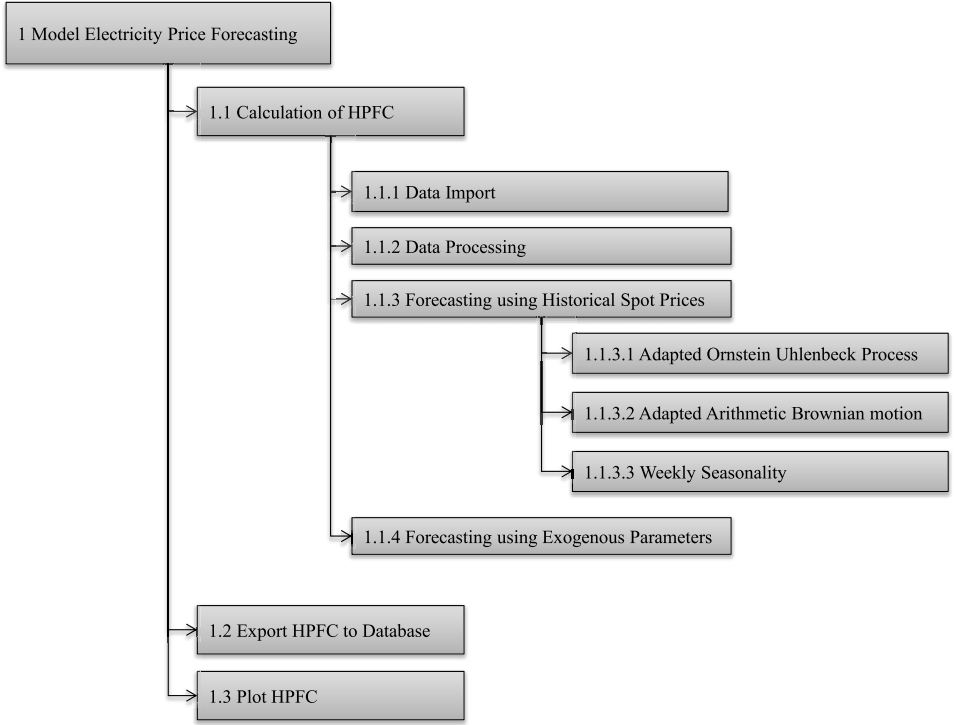 1 Model Electricity Price Forecasting
1.1 Calculation of HPFC
1.1.1 Data Import
1.1.2 Data Processing
1.1.3 Forecasting using Historical Spot Prices
1.1.3.1 Adapted Ornstein Uhlenbeck Process
1.1.3.2 Adapted Arithmetic Brownian motion
1.1.3.3 Weekly Seasonality
1.1.4 Forecasting using Exogenous Parameters
1.2 Export HPFC to Database
1.3 Plot HPFC